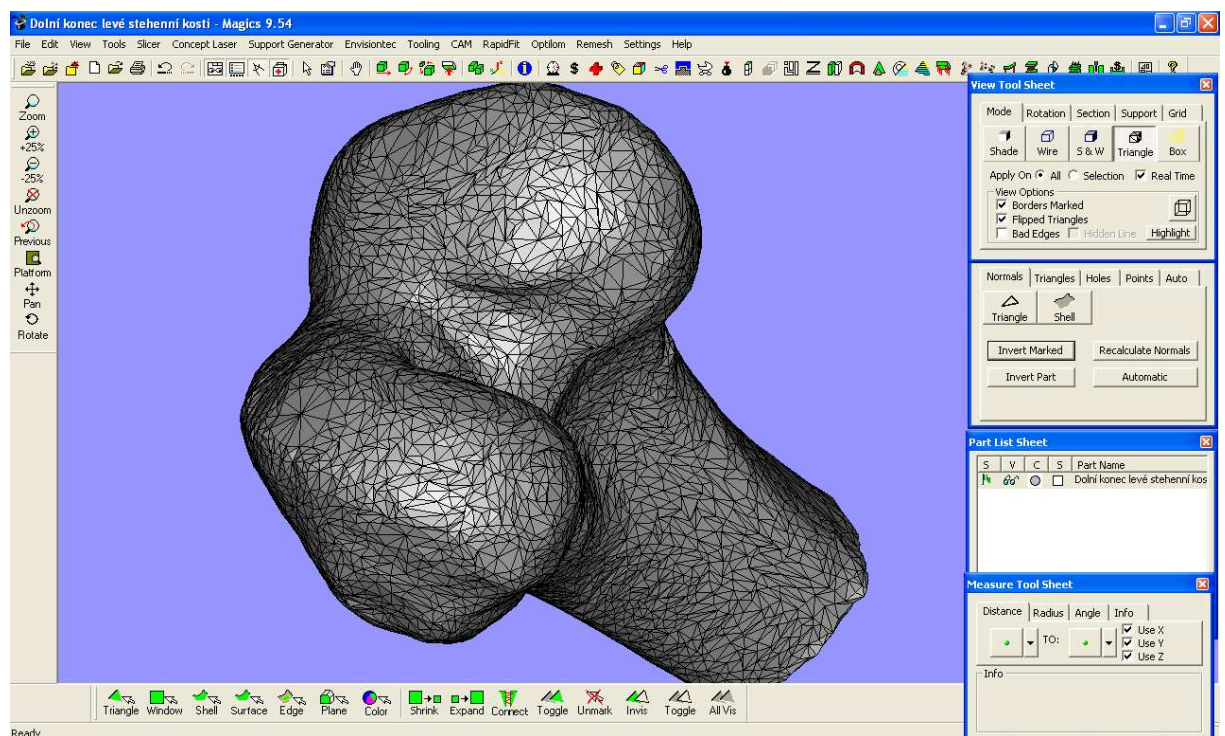 Dolní konec levé stehenní kosti - Magics 9.54
File Edit View Tools Slicer Concept Laser Support Generator Envisiontec Tooling CAM RapidFit Optilom Remesh Settings Help
Zoom
+25%
-25%
Unzoom
Previous
Platform
Pan
Rotate
View Tool Sheet
Mode Rotation Section Support Grid
Shade Wire S & W Triangle Box
Apply On All Selection Real Time
View Options
Borders Marked
Flipped Triangles
Bad Edges Hidden Line Highlight
Normals Triangles Holes Points Auto
Triangle Shell
Invert Marked Recalculate Normals
Invert Part Automatic
Part List Sheet
S V C S Part Name
Dolní konec levé stehenní kos
Measure Tool Sheet
Distance Radius Angle Info
TO:
Use X
Use Y
Use Z
Info
Triangle Window Shell Surface Edge Plane Color Shrink Expand Connect Toggle Unmark Invis Toggle All Vis
Ready